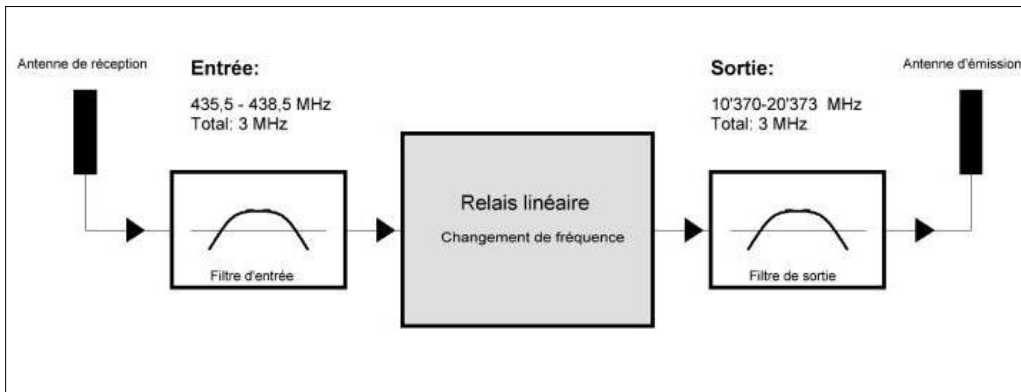 Antenne de réception
Entrée:
435,5 - 438,5 MHz
Total: 3 MHz
Sortie:
10'370-20'373 MHz
Total: 3 MHz
Antenne d'émission
Filtre d'entrée
Relais linéaire
Changement de fréquence
Filtre de sortie